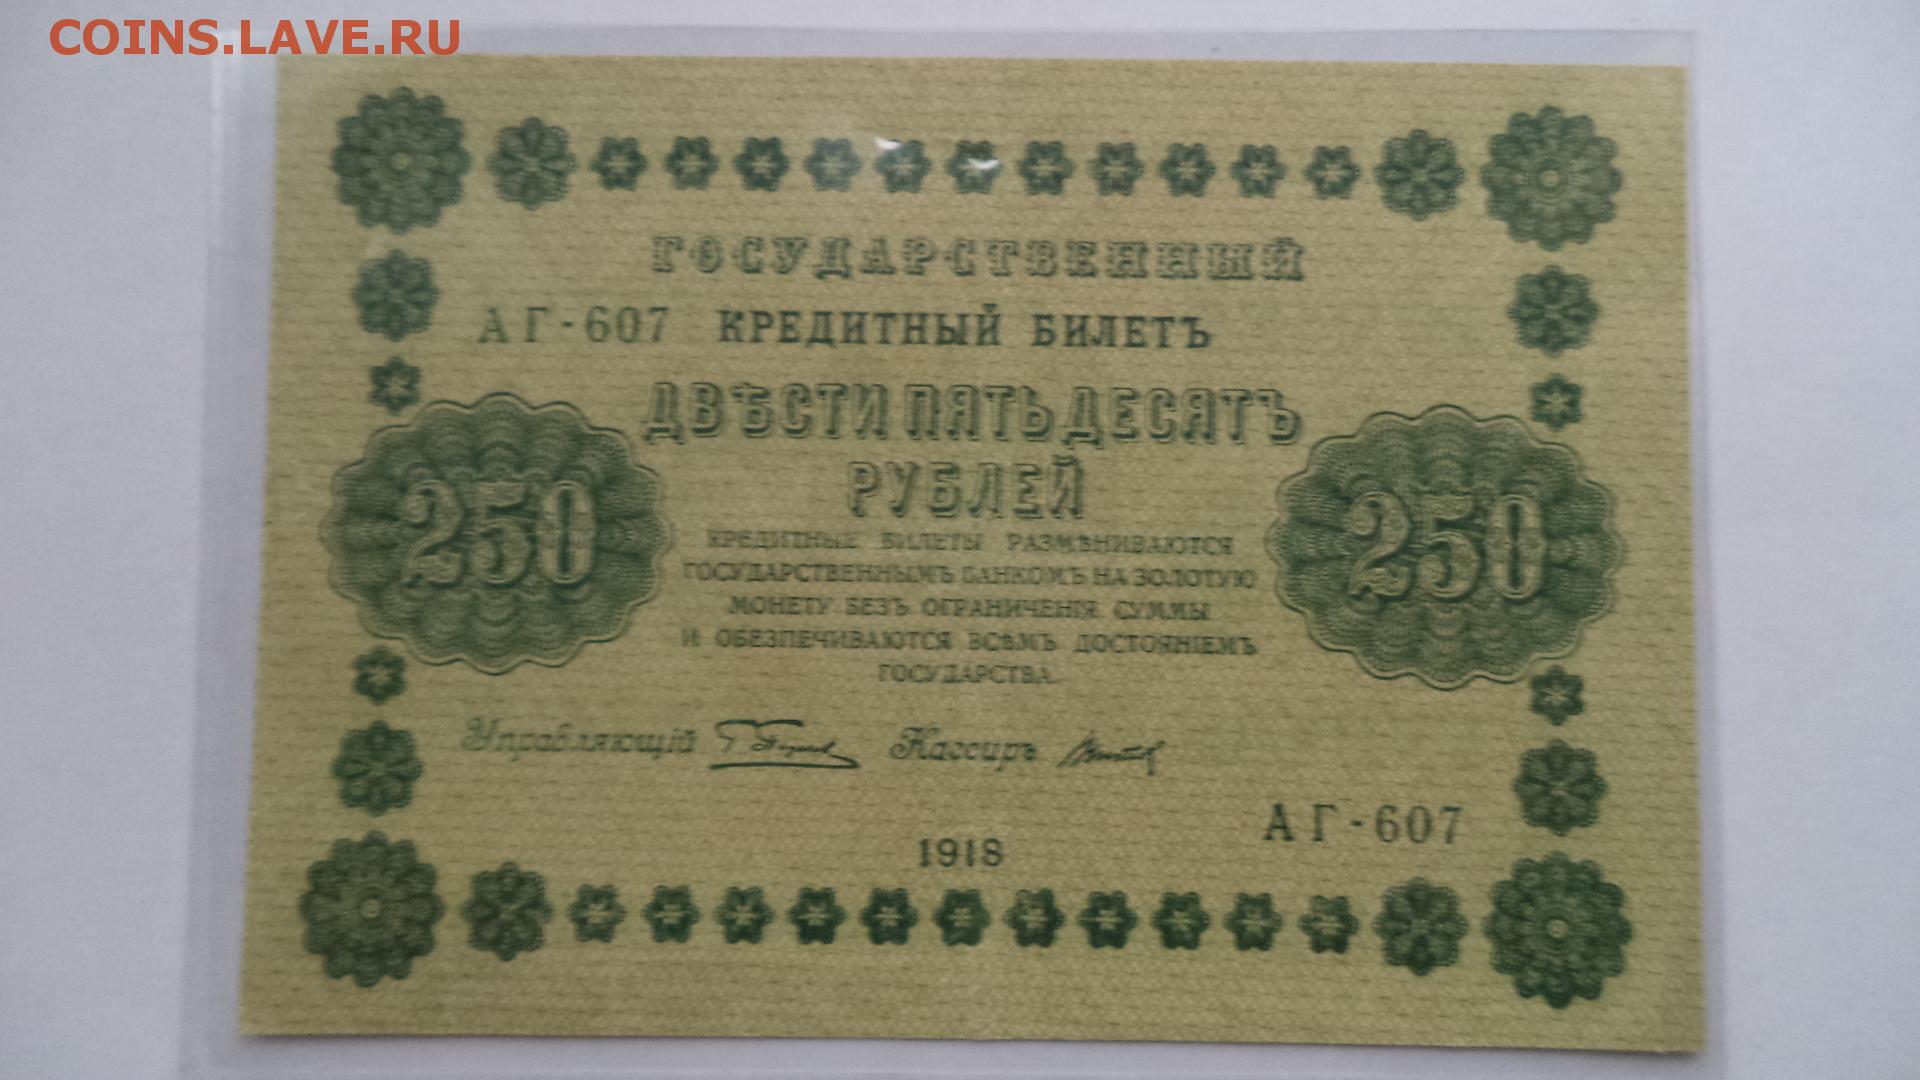 COINS.LAVE.RU
ГОСУДАРСТВЕННЫЙ
АГ-607 КРЕДИТНЫЙ БИЛЕТЪ
ДВѢСТИ ПЯТЬДЕСЯТЪ
РУБЛЕЙ
250 250
КРЕДИТНЫЕ БИЛЕТЫ РАЗМѢНИВАЮТСЯ
ГОСУДАРСТВЕННЫМЪ БАНКОМЪ НА ЗОЛОТУЮ
МОНЕТУ БЕЗЪ ОГРАНИЧЕНІЯ СУММЫ
И ОБЕЗПЕЧИВАЮТСЯ ВСѢМЪ ДОСТОЯНІЕМЪ
ГОСУДАРСТВА.
Управляющій Кассиръ
АГ-607
1918